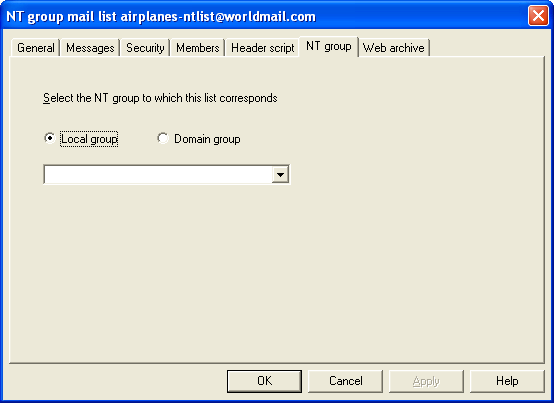 NT group mail list airplanes-ntlist@worldmail.com
General Messages Security Members Header script NT group Web archive
Select the NT group to which this list corresponds
Local group Domain group
OK Cancel Apply Help